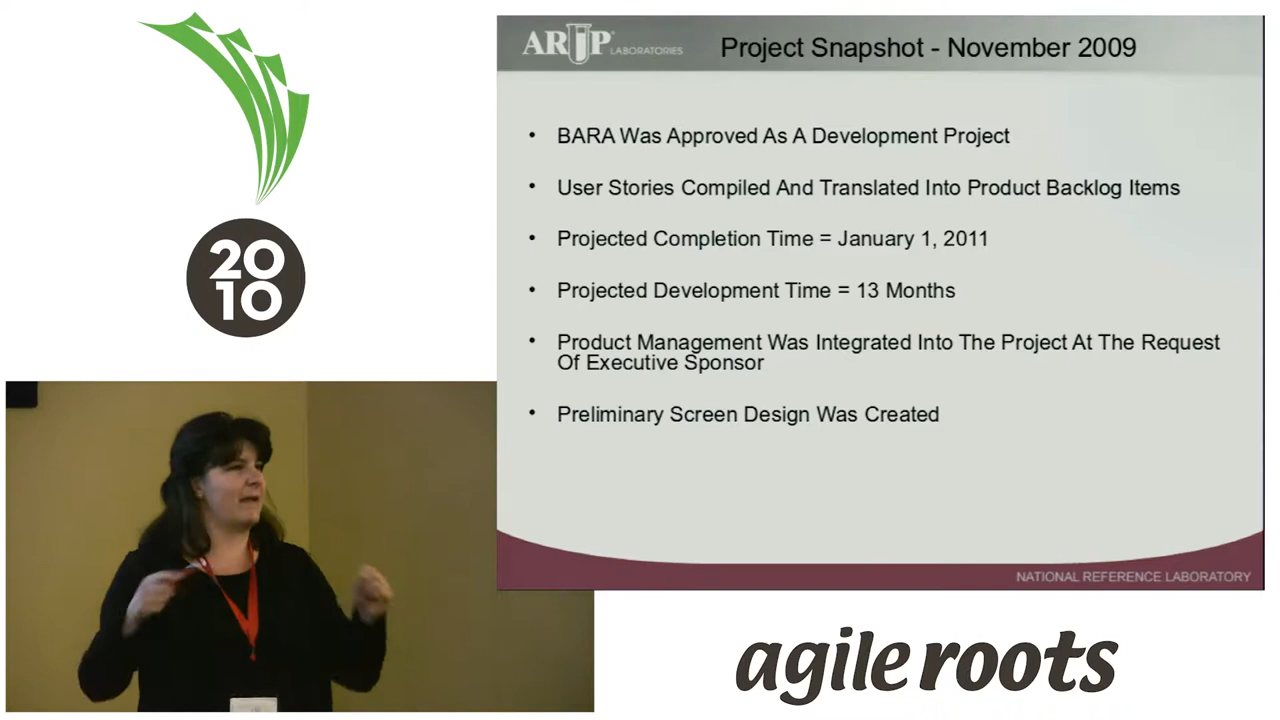 20
10
ARUP LABORATORIES
Project Snapshot - November 2009
• BARA Was Approved As A Development Project
• User Stories Compiled And Translated Into Product Backlog Items
• Projected Completion Time = January 1, 2011
• Projected Development Time = 13 Months
• Product Management Was Integrated Into The Project At The Request
Of Executive Sponsor
• Preliminary Screen Design Was Created
NATIONAL REFERENCE LABORATORY
agile roots